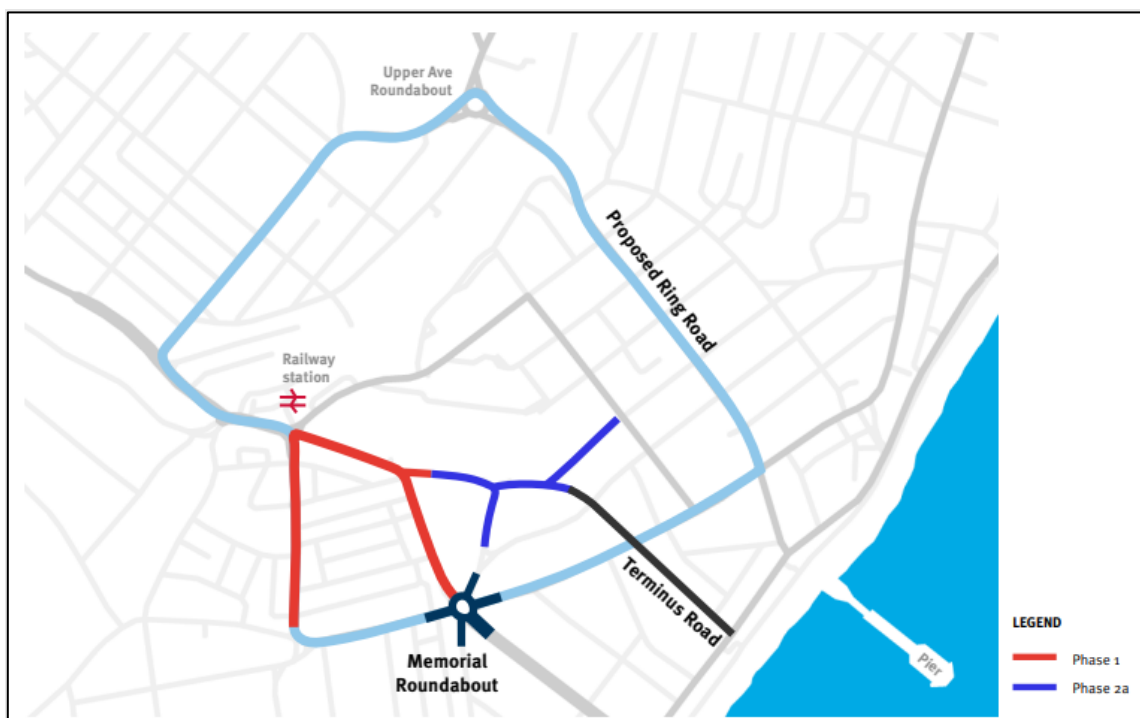 Upper Ave
Roundabout
Proposed Ring Road
Railway
station
Terminus Road
Memorial
Roundabout
Pier
LEGEND
Phase 1
Phase 2a